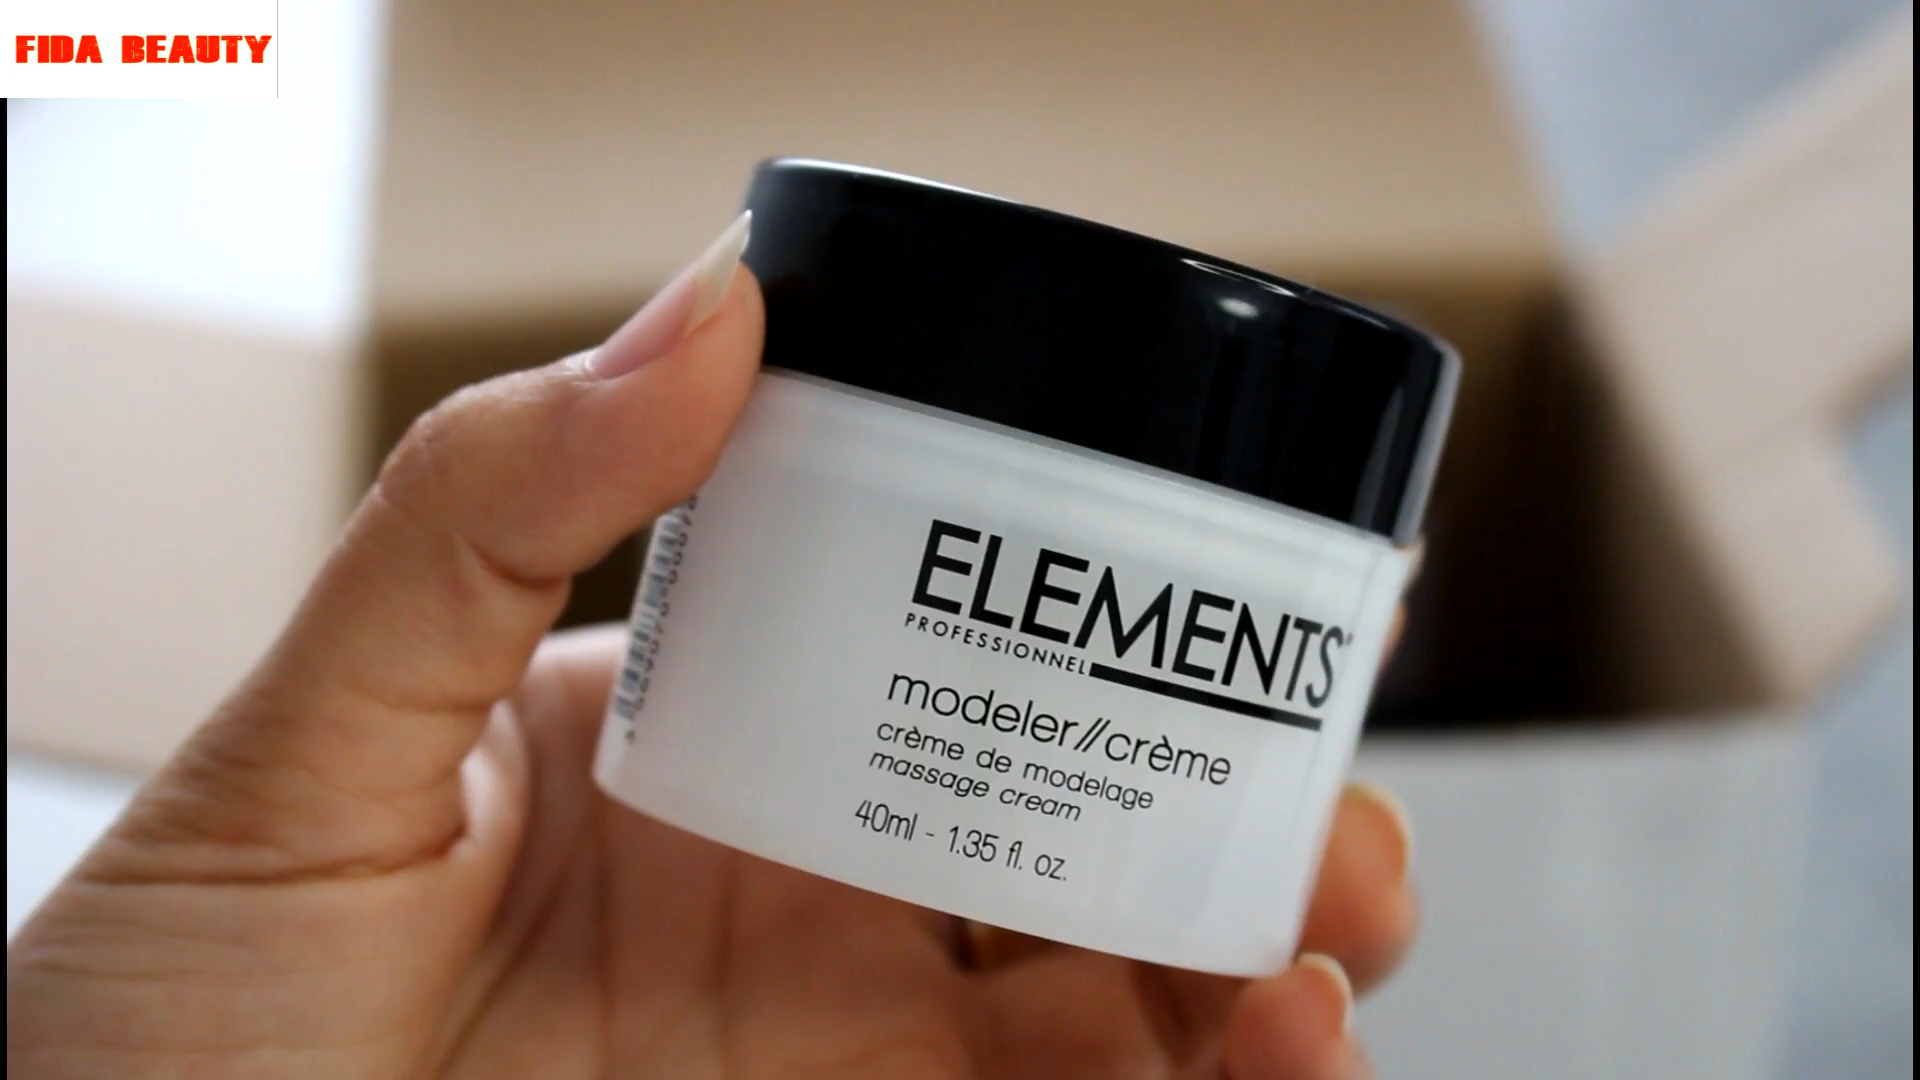 FIDA BEAUTY
ELEMENTS
PROFESSIONNEL
modeler//crème
crème de modelage
massage cream
40ml - 1.35 fl. oz.